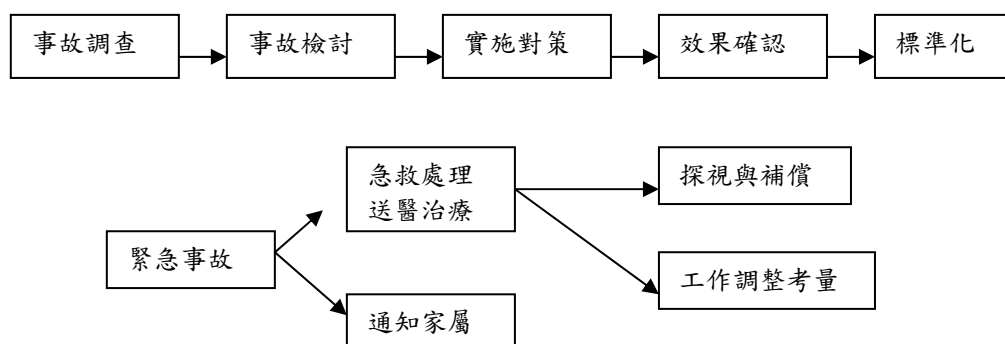 事故調查
事故檢討
實施對策
效果確認
標準化
急救處理
送醫治療
探視與補償
緊急事故
工作調整考量
通知家屬